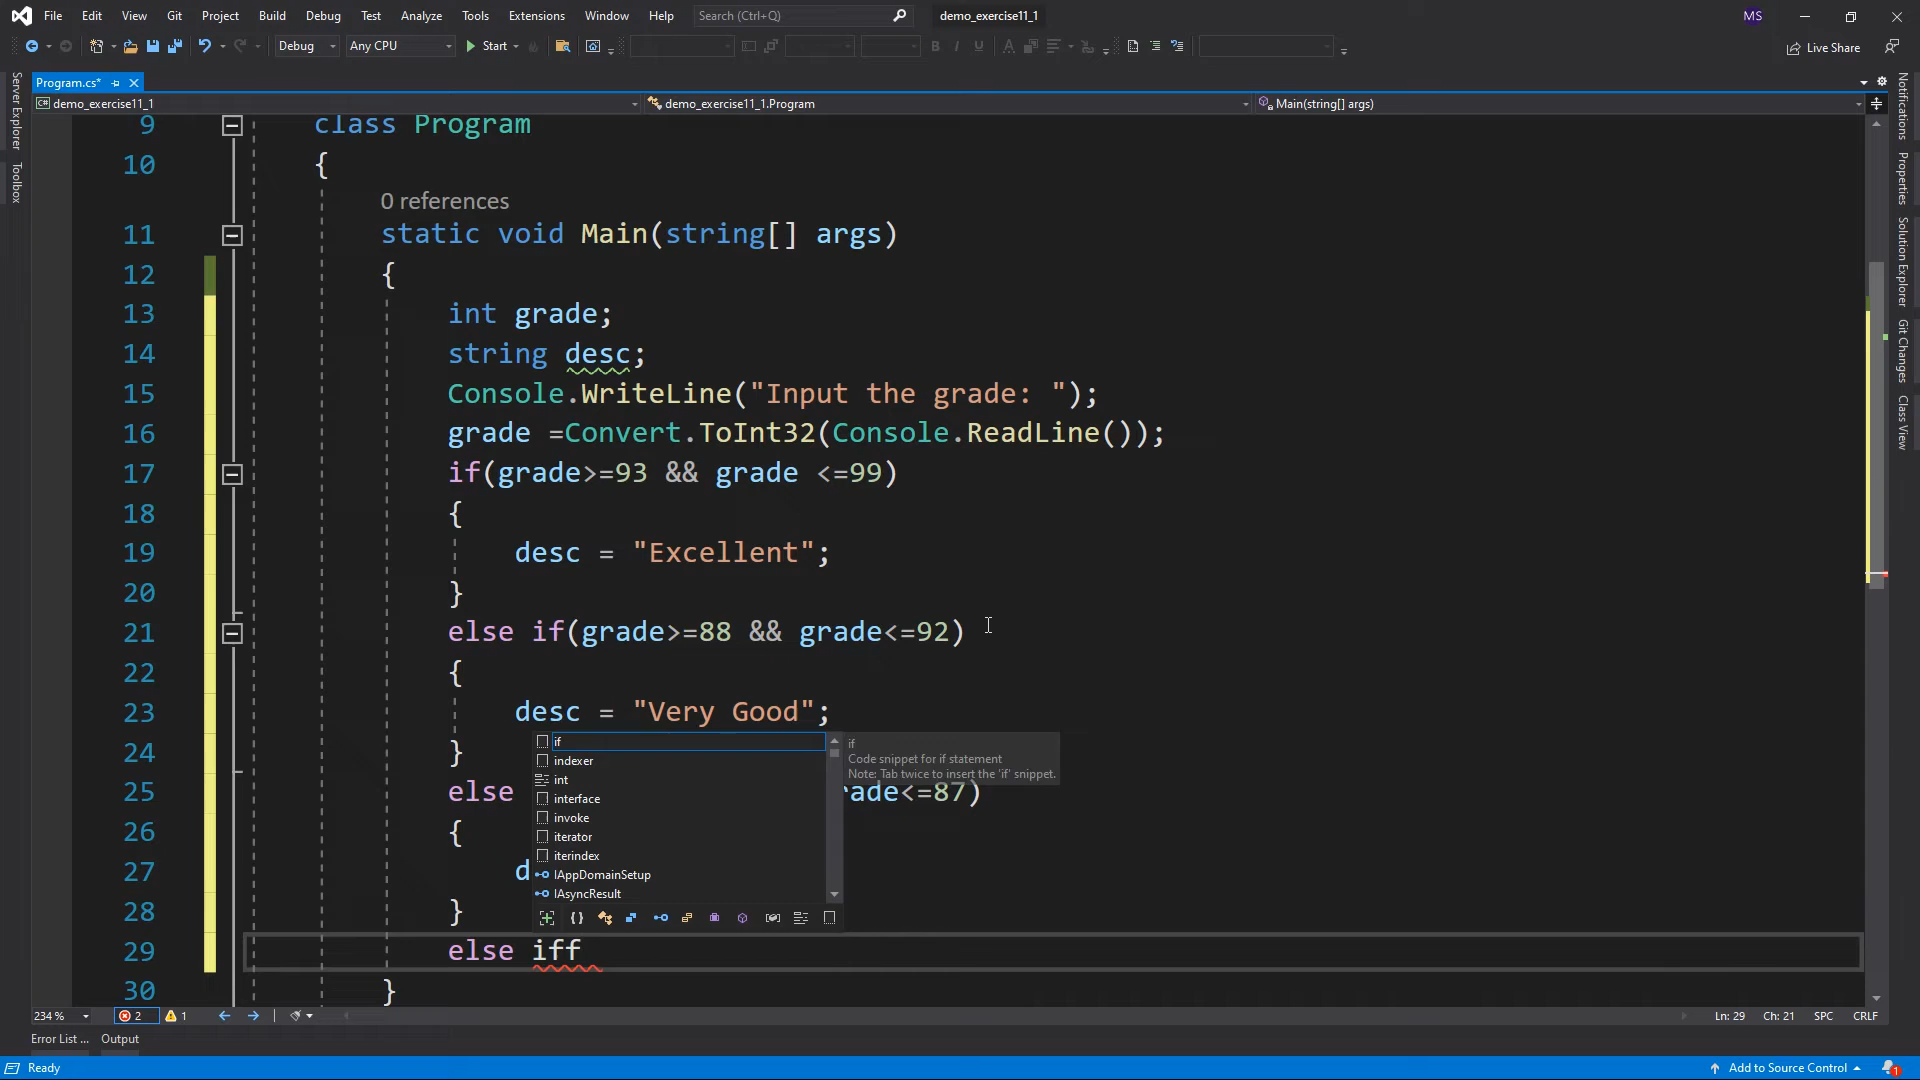 File Edit View Git Project Build Debug Test Analyze Tools Extensions Window Help Search (Ctrl+Q) demo_exercise11_1 MS
Debug Any CPU Start Live Share
Program.cs*
demo_exercise11_1 demo_exercise11_1.Program Main(string[] args)
Server Explorer
Toolbox
Notifications
Properties
Solution Explorer
Git Changes
Class View
9 class Program
10 {
0 references
11 static void Main(string[] args)
12 {
13 int grade;
14 string desc;
15 Console.WriteLine("Input the grade: ");
16 grade =Convert.ToInt32(Console.ReadLine());
17 if(grade>=93 && grade <=99)
18 {
19 desc = "Excellent";
20 }
21 else if(grade>=88 && grade<=92)
22 {
23 desc = "Very Good";
24 }
25 else rade<=87)
26 {
27 d
28 }
29 else iff
30 }
if
indexer
int
interface
invoke
iterator
iterindex
IAppDomainSetup
IAsyncResult
if
Code snippet for if statement
Note: Tab twice to insert the 'if' snippet.
234 % 2 1 Ln: 29 Ch: 21 SPC CRLF
Error List ... Output
Ready Add to Source Control 1